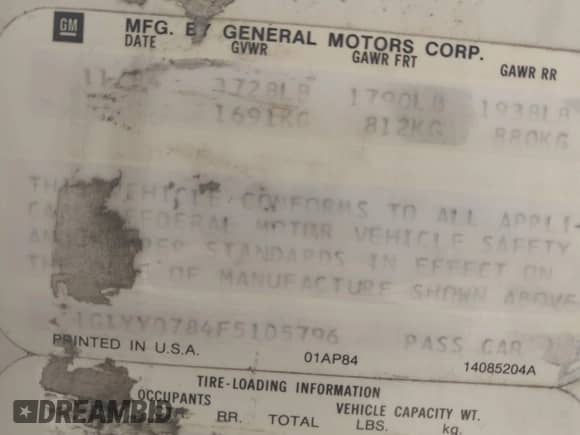 GM MFG. BY GENERAL MOTORS CORP.
DATE GVWR GAWR FRT GAWR RR
3728LB 1790LB 1938LB
1691KG 812KG 880KG
THIS VEHICLE CONFORMS TO ALL APPLI-
FEDERAL MOTOR VEHICLE SAFETY
STANDARDS IN EFFECT ON
OF MANUFACTURE SHOWN ABOVE
1G1YY0784F5105796 PASS CAR
PRINTED IN U.S.A. 01AP84 14085204A
TIRE-LOADING INFORMATION
OCCUPANTS VEHICLE CAPACITY WT.
BR. TOTAL LBS. kg.
DREAMBID